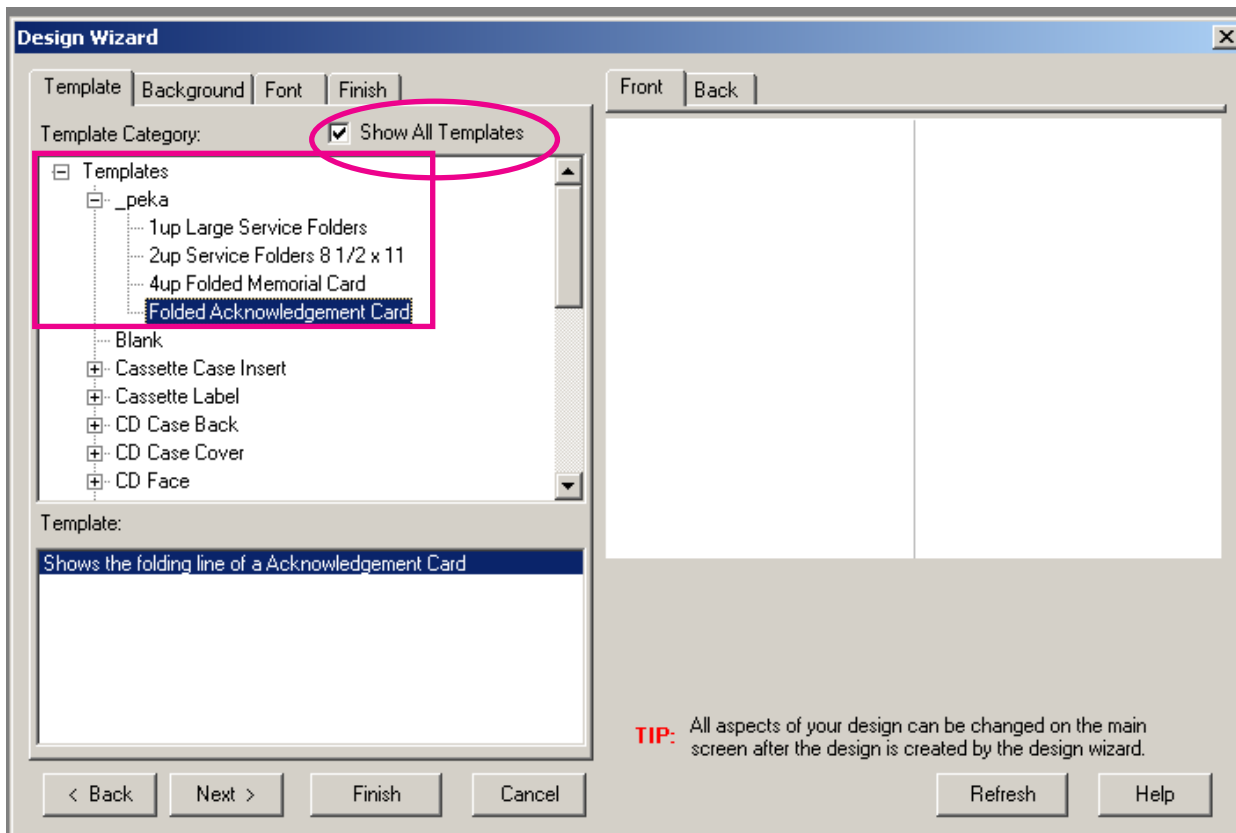 Design Wizard
Template Background Font Finish
Template Category:
Show All Templates
Templates
_peka
1up Large Service Folders
2up Service Folders 8 1/2 x 11
4up Folded Memorial Card
Folded Acknowledgement Card
Blank
Cassette Case Insert
Cassette Label
CD Case Back
CD Case Cover
CD Face
Template:
Shows the folding line of a Acknowledgement Card
< Back Next > Finish Cancel
Front Back
TIP: All aspects of your design can be changed on the main
screen after the design is created by the design wizard.
Refresh Help